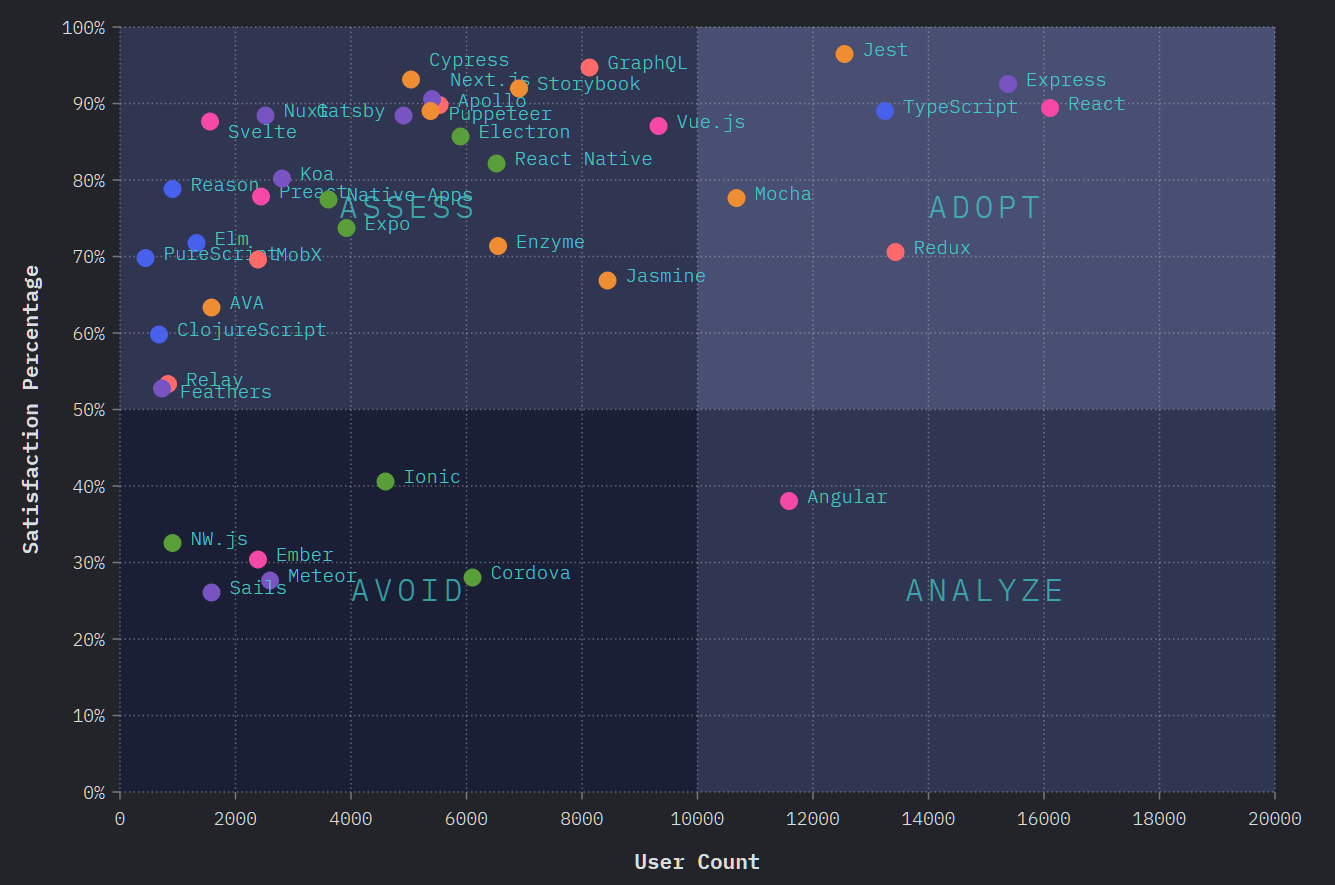 100%
90%
80%
70%
60%
50%
40%
30%
20%
10%
0%
Satisfaction Percentage
Jest
Cypress
GraphQL
Next.js
Storybook
Express
Apollo
React
TypeScript
Nuxt
Gatsby
Puppeteer
Vue.js
Svelte
Electron
React Native
Koa
Reason
Preact
Native Apps
Mocha
ASSESS
ADOPT
Expo
Elm
Enzyme
Redux
PureScript
MobX
Jasmine
AVA
ClojureScript
Relay
Feathers
Ionic
Angular
NW.js
Ember
Cordova
Meteor
Sails
AVOID
ANALYZE
0
2000
4000
6000
8000
10000
12000
14000
16000
18000
20000
User Count